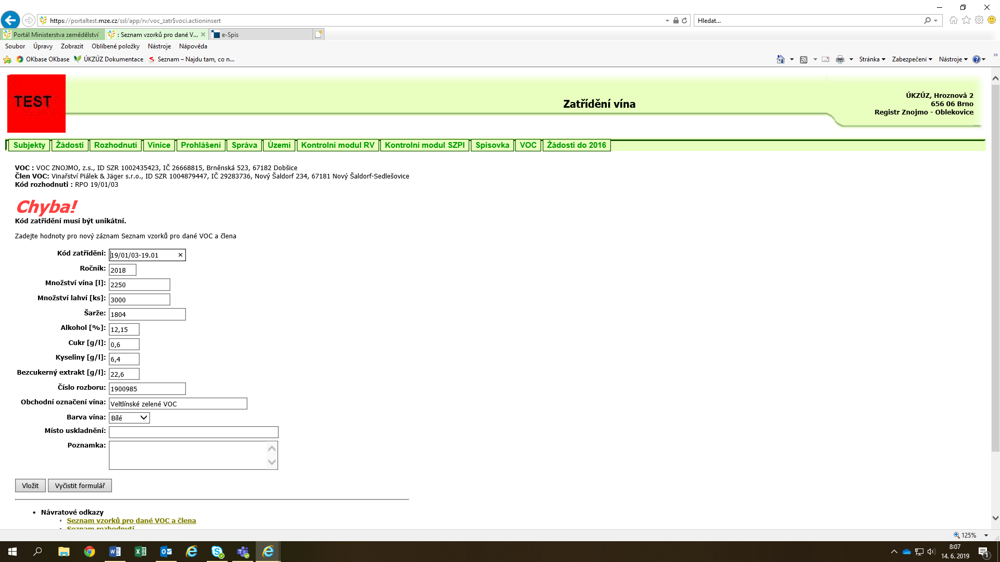 https://portaltest.mze.cz/ssl/app/rv/voc_zatr$voci.actioninsert
Hledat...
Portál Ministerstva zemědělství
: Seznam vzorků pro dané V...
e-Spis
Soubor Úpravy Zobrazit Oblíbené položky Nástroje Nápověda
OKbase OKbase
ÚKZÚZ Dokumentace
Seznam – Najdu tam, co n...
Stránka
Zabezpečení
Nástroje
TEST
Zatřídění vína
ÚKZÚZ, Hroznová 2
656 06 Brno
Registr Znojmo - Oblekovice
Subjekty Žádosti Rozhodnutí Vinice Prohlášení Správa Území Kontrolní modul RV Kontrolní modul SZPI Spisovka VOC Žádosti do 2016
VOC : VOC ZNOJMO, z.s., ID SZR 1002435423, IČ 26668815, Brněnská 523, 67182 Dobšice
Člen VOC: Vinařství Piálek & Jäger s.r.o., ID SZR 1004879447, IČ 29283736, Nový Šaldorf 234, 67181 Nový Šaldorf-Sedlešovice
Kód rozhodnuti : RPO 19/01/03
Chyba!
Kód zatřídění musí být unikátní.
Zadejte hodnoty pro nový záznam Seznam vzorků pro dané VOC a člena
Kód zatříděni: 19/01/03-19.01
Ročník: 2018
Množství vína [l]: 2250
Množství lahví [ks]: 3000
Šarže: 1804
Alkohol [%]: 12,15
Cukr [g/l]: 0,6
Kyseliny [g/l]: 6,4
Bezcukerný extrakt [g/l]: 22,6
Číslo rozboru: 1900985
Obchodní označení vína: Veltlínské zelené VOC
Barva vína: Bílé
Místo uskladnění:
Poznamka:
Vložit Vyčistit formulář
Návratové odkazy
Seznam vzorků pro dané VOC a člena
Seznam rozhodnutí
125%
8:07
14. 6. 2019
1